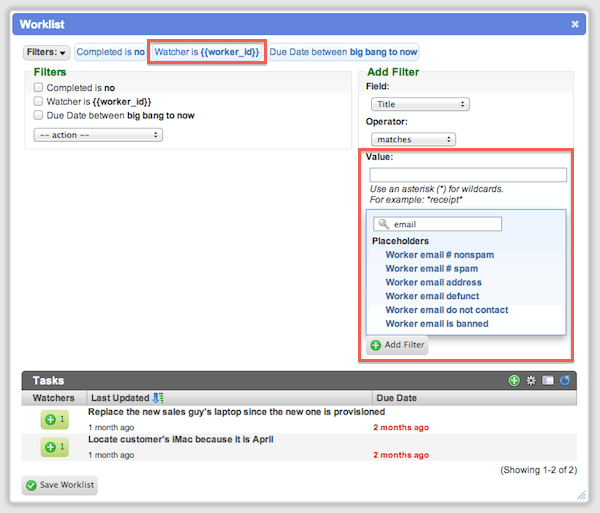 Worklist
Filters: Completed is no Watcher is {{worker_id}} Due Date between big bang to now
Filters
Completed is no
Watcher is {{worker_id}}
Due Date between big bang to now
-- action --
Add Filter
Field:
Title
Operator:
matches
Value:
Use an asterisk (*) for wildcards.
For example: *receipt*
email
Placeholders
Worker email # nonspam
Worker email # spam
Worker email address
Worker email defunct
Worker email do not contact
Worker email is banned
Add Filter
Tasks
Watchers Last Updated Due Date
1 Replace the new sales guy's laptop since the new one is provisioned
1 month ago 2 months ago
1 Locate customer's iMac because it is April
1 month ago 2 months ago
(Showing 1-2 of 2)
Save Worklist